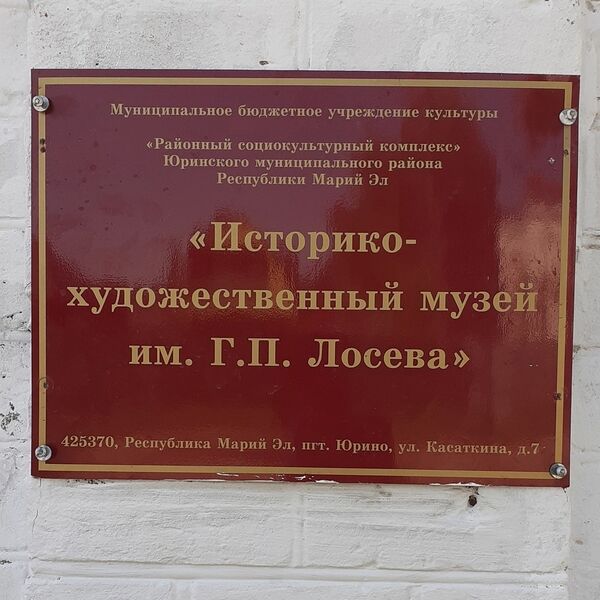 Муниципальное бюджетное учреждение культуры
«Районный социокультурный комплекс»
Юринского муниципального района
Республики Марий Эл
«Историко-
художественный музей
им. Г.П. Лосева»
425370, Республика Марий Эл, пгт. Юрино, ул. Касаткина, д.7